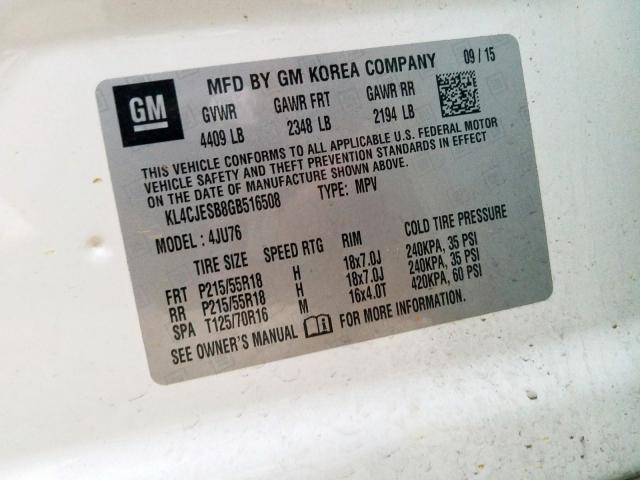 GM
MFD BY GM KOREA COMPANY 09 / 15
GVWR GAWR FRT GAWR RR
4409 LB 2348 LB 2194 LB
THIS VEHICLE CONFORMS TO ALL APPLICABLE U.S. FEDERAL MOTOR
VEHICLE SAFETY AND THEFT PREVENTION STANDARDS IN EFFECT
ON THE DATE OF MANUFACTURE SHOWN ABOVE.
KL4CJESB8GB516508 TYPE: MPV
MODEL : 4JU76
TIRE SIZE SPEED RTG RIM COLD TIRE PRESSURE
FRT P215/55R18 H 18x7.0J 240KPA, 35 PSI
RR P215/55R18 H 18x7.0J 240KPA, 35 PSI
SPA T125/70R16 M 16x4.0T 420KPA, 60 PSI
SEE OWNER'S MANUAL FOR MORE INFORMATION.